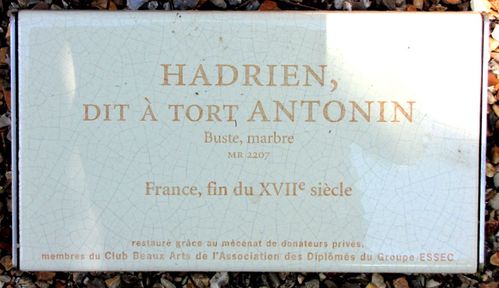 HADRIEN,
DIT À TORT ANTONIN
Buste, marbre
MR 2207
France, fin du XVIIe siècle
restauré grâce au mécénat de donateurs privés,
membres du Club Beaux Arts de l'Association des Diplômés du Groupe ESSEC